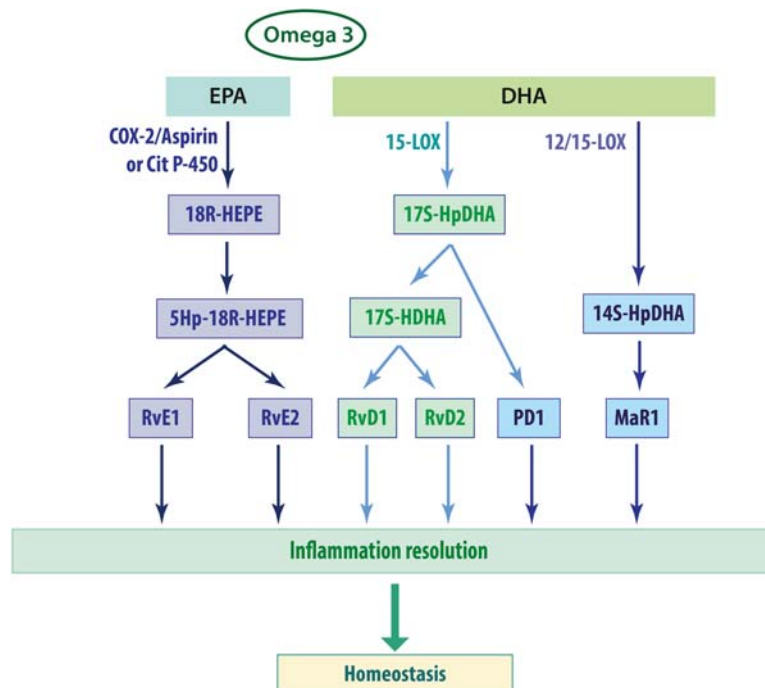 Omega 3
EPA
DHA
COX-2/Aspirin
or Cit P-450
15-LOX
12/15-LOX
18R-HEPE
17S-HpDHA
5Hp-18R-HEPE
17S-HDHA
14S-HpDHA
RvE1
RvE2
RvD1
RvD2
PD1
MaR1
Inflammation resolution
Homeostasis